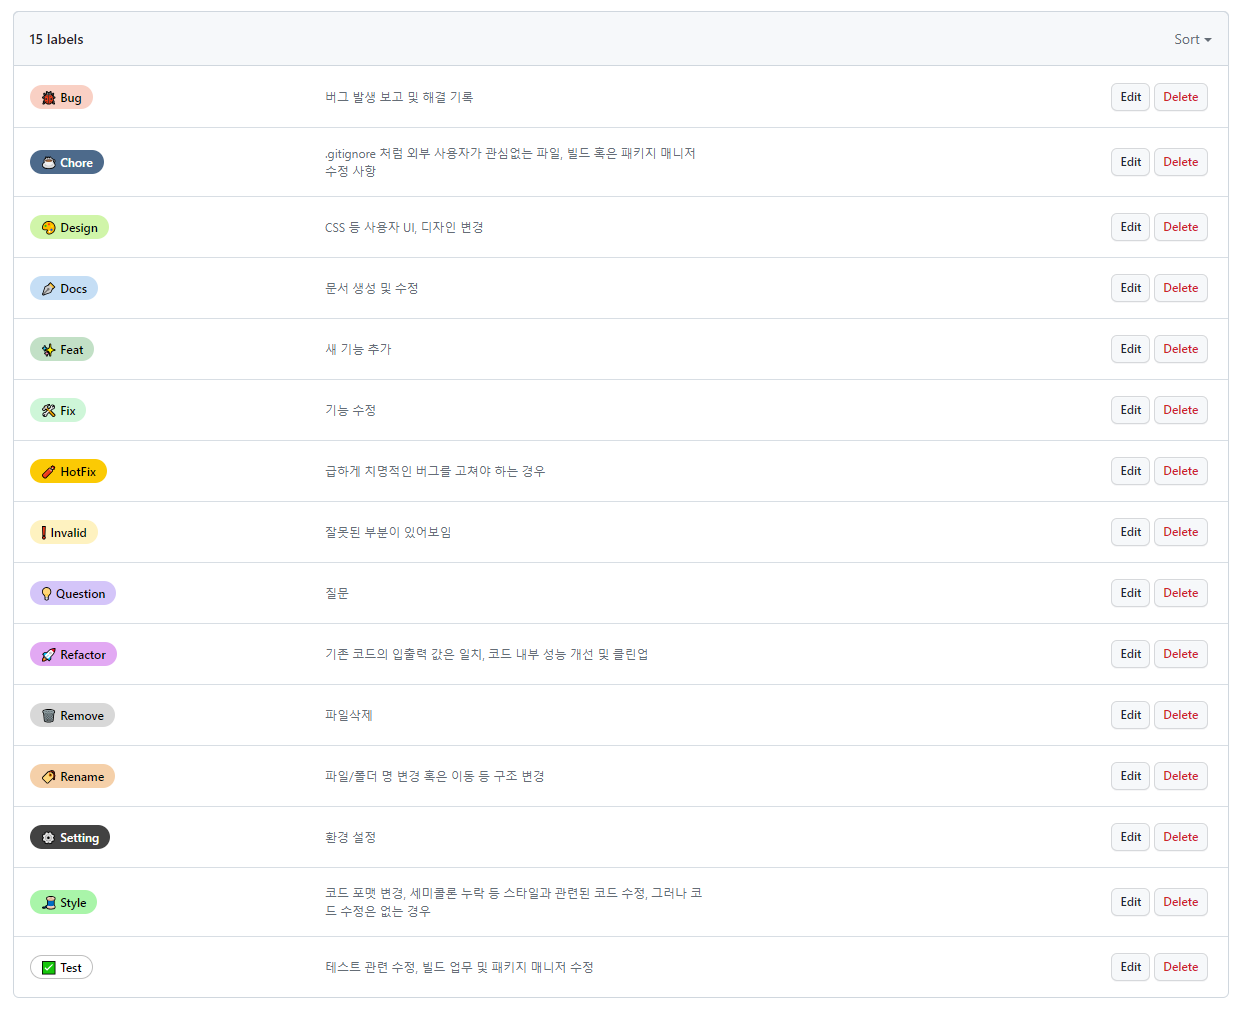 15 labels
Sort
Bug
버그 발생 보고 및 해결 기록
Edit
Delete
Chore
.gitignore 처럼 외부 사용자가 관심없는 파일, 빌드 혹은 패키지 매니저
수정 사항
Edit
Delete
Design
CSS 등 사용자 UI, 디자인 변경
Edit
Delete
Docs
문서 생성 및 수정
Edit
Delete
Feat
새 기능 추가
Edit
Delete
Fix
기능 수정
Edit
Delete
HotFix
급하게 치명적인 버그를 고쳐야 하는 경우
Edit
Delete
Invalid
잘못된 부분이 있어보임
Edit
Delete
Question
질문
Edit
Delete
Refactor
기존 코드의 입출력 값은 일치, 코드 내부 성능 개선 및 클린업
Edit
Delete
Remove
파일삭제
Edit
Delete
Rename
파일/폴더 명 변경 혹은 이동 등 구조 변경
Edit
Delete
Setting
환경 설정
Edit
Delete
Style
코드 포맷 변경, 세미콜론 누락 등 스타일과 관련된 코드 수정, 그러나 코
드 수정은 없는 경우
Edit
Delete
Test
테스트 관련 수정, 빌드 업무 및 패키지 매니저 수정
Edit
Delete